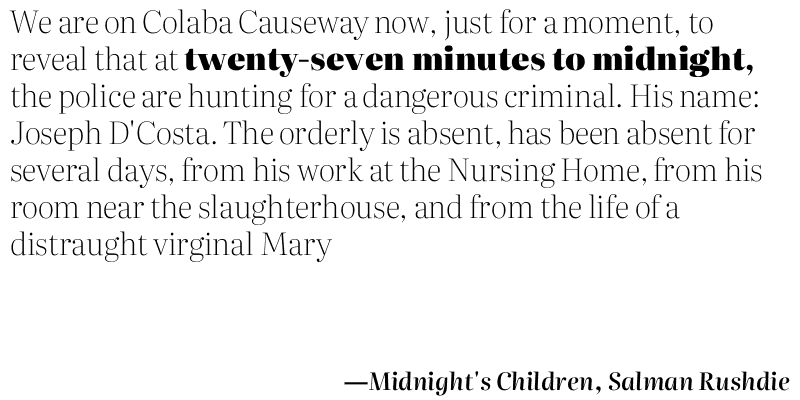 We are on Colaba Causeway now, just for a moment, to
reveal that at twenty-seven minutes to midnight,
the police are hunting for a dangerous criminal. His name:
Joseph D'Costa. The orderly is absent, has been absent for
several days, from his work at the Nursing Home, from his
room near the slaughterhouse, and from the life of a
distraught virginal Mary
—Midnight's Children, Salman Rushdie